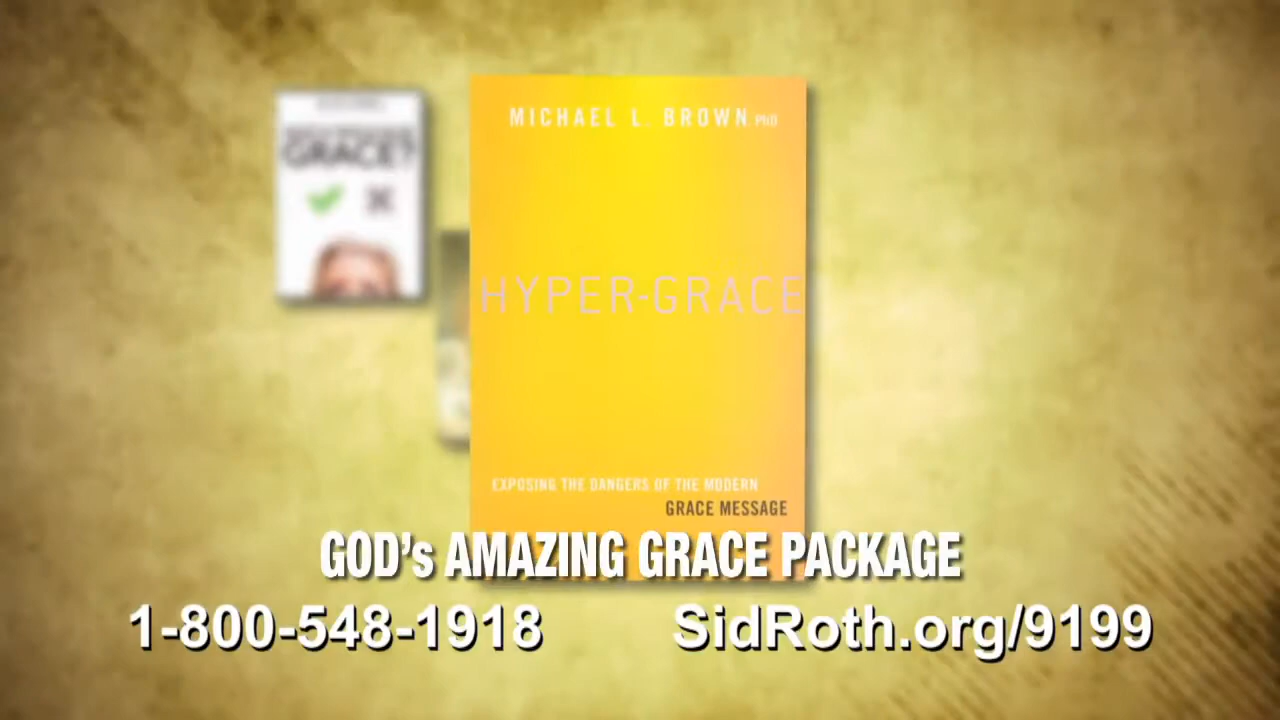 MICHAEL L. BROWN PhD
GRACE?
HYPER-GRACE
EXPOSING THE DANGERS OF THE MODERN
GRACE MESSAGE
GOD's AMAZING GRACE PACKAGE
1-800-548-1918
SidRoth.org/9199